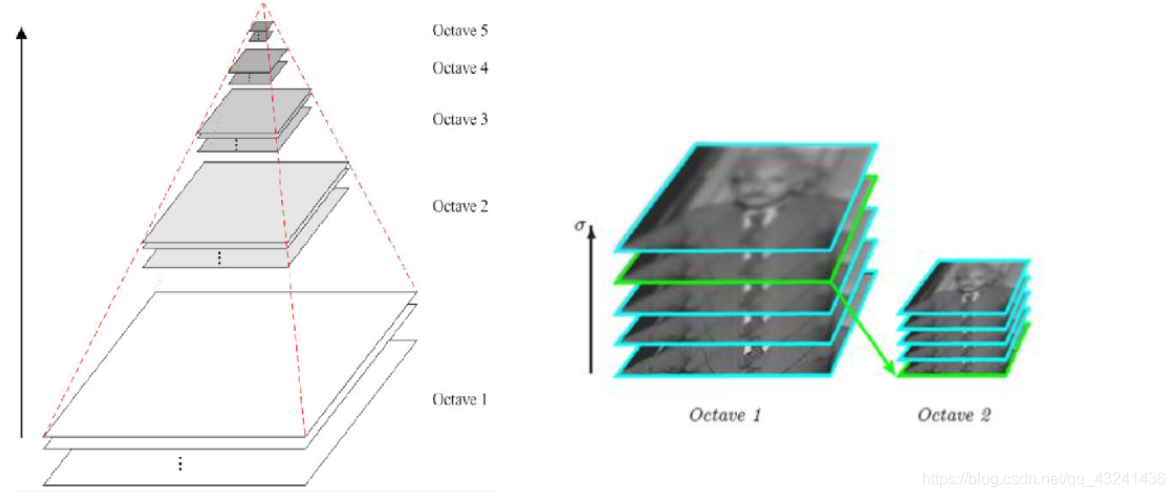 Octave 5
Octave 4
Octave 3
Octave 2
Octave 1
σ
Octave 1
Octave 2
https://blog.csdn.net/qq_43241436